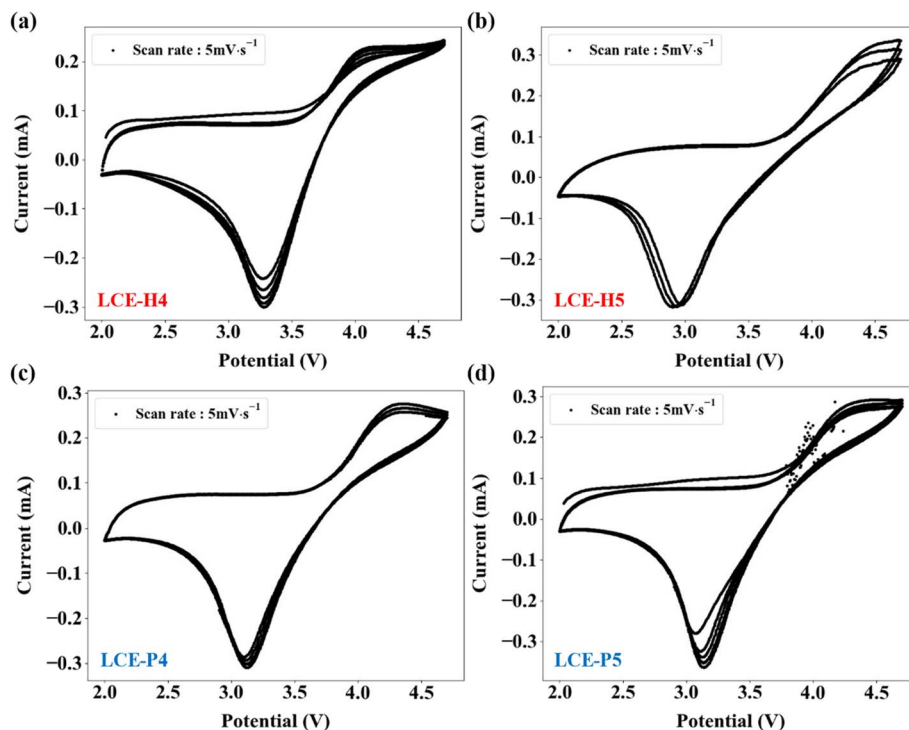 (a)
Scan rate : 5mV·s−1
0.2
0.1
0.0
−0.1
−0.2
−0.3
Current (mA)
LCE-H4
2.0 2.5 3.0 3.5 4.0 4.5
Potential (V)
(b)
Scan rate : 5mV·s−1
0.3
0.2
0.1
0.0
−0.1
−0.2
−0.3
Current (mA)
LCE-H5
2.0 2.5 3.0 3.5 4.0 4.5
Potential (V)
(c)
Scan rate : 5mV·s−1
0.3
0.2
0.1
0.0
−0.1
−0.2
−0.3
Current (mA)
LCE-P4
2.0 2.5 3.0 3.5 4.0 4.5
Potential (V)
(d)
Scan rate : 5mV·s−1
0.3
0.2
0.1
0.0
−0.1
−0.2
−0.3
Current (mA)
LCE-P5
2.0 2.5 3.0 3.5 4.0 4.5
Potential (V)